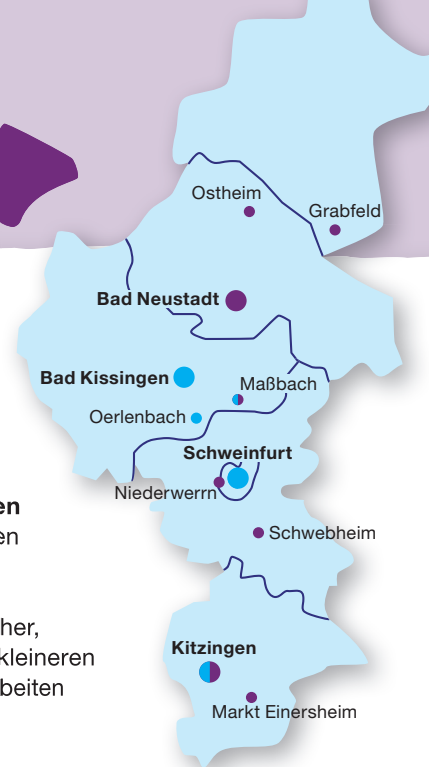 Ostheim
Grabfeld
Bad Neustadt
Bad Kissingen
Maßbach
Oerlenbach
Schweinfurt
Niederwerrn
en
en
Schwebheim
her,
kleineren
beiten
Kitzingen
Markt Einersheim